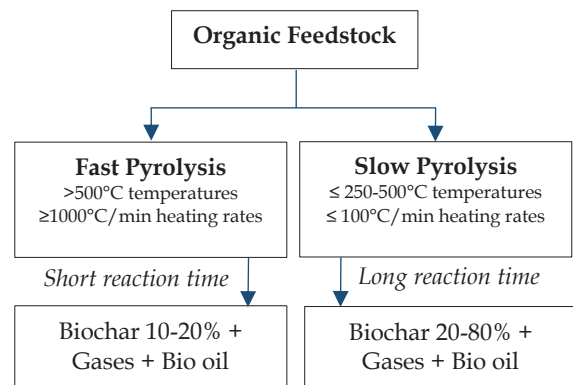 Organic Feedstock
Fast Pyrolysis
>500°C temperatures
≥1000°C/min heating rates
Slow Pyrolysis
≤ 250-500°C temperatures
≤ 100°C/min heating rates
Short reaction time
Long reaction time
Biochar 10-20% +
Gases + Bio oil
Biochar 20-80% +
Gases + Bio oil